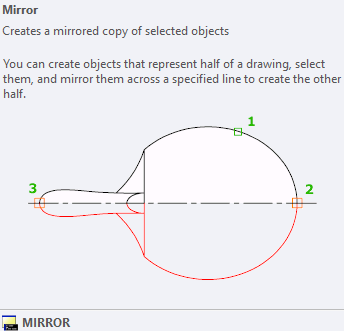 Mirror
Creates a mirrored copy of selected objects
You can create objects that represent half of a drawing, select
them, and mirror them across a specified line to create the other
half.
1
3
2
MIRROR